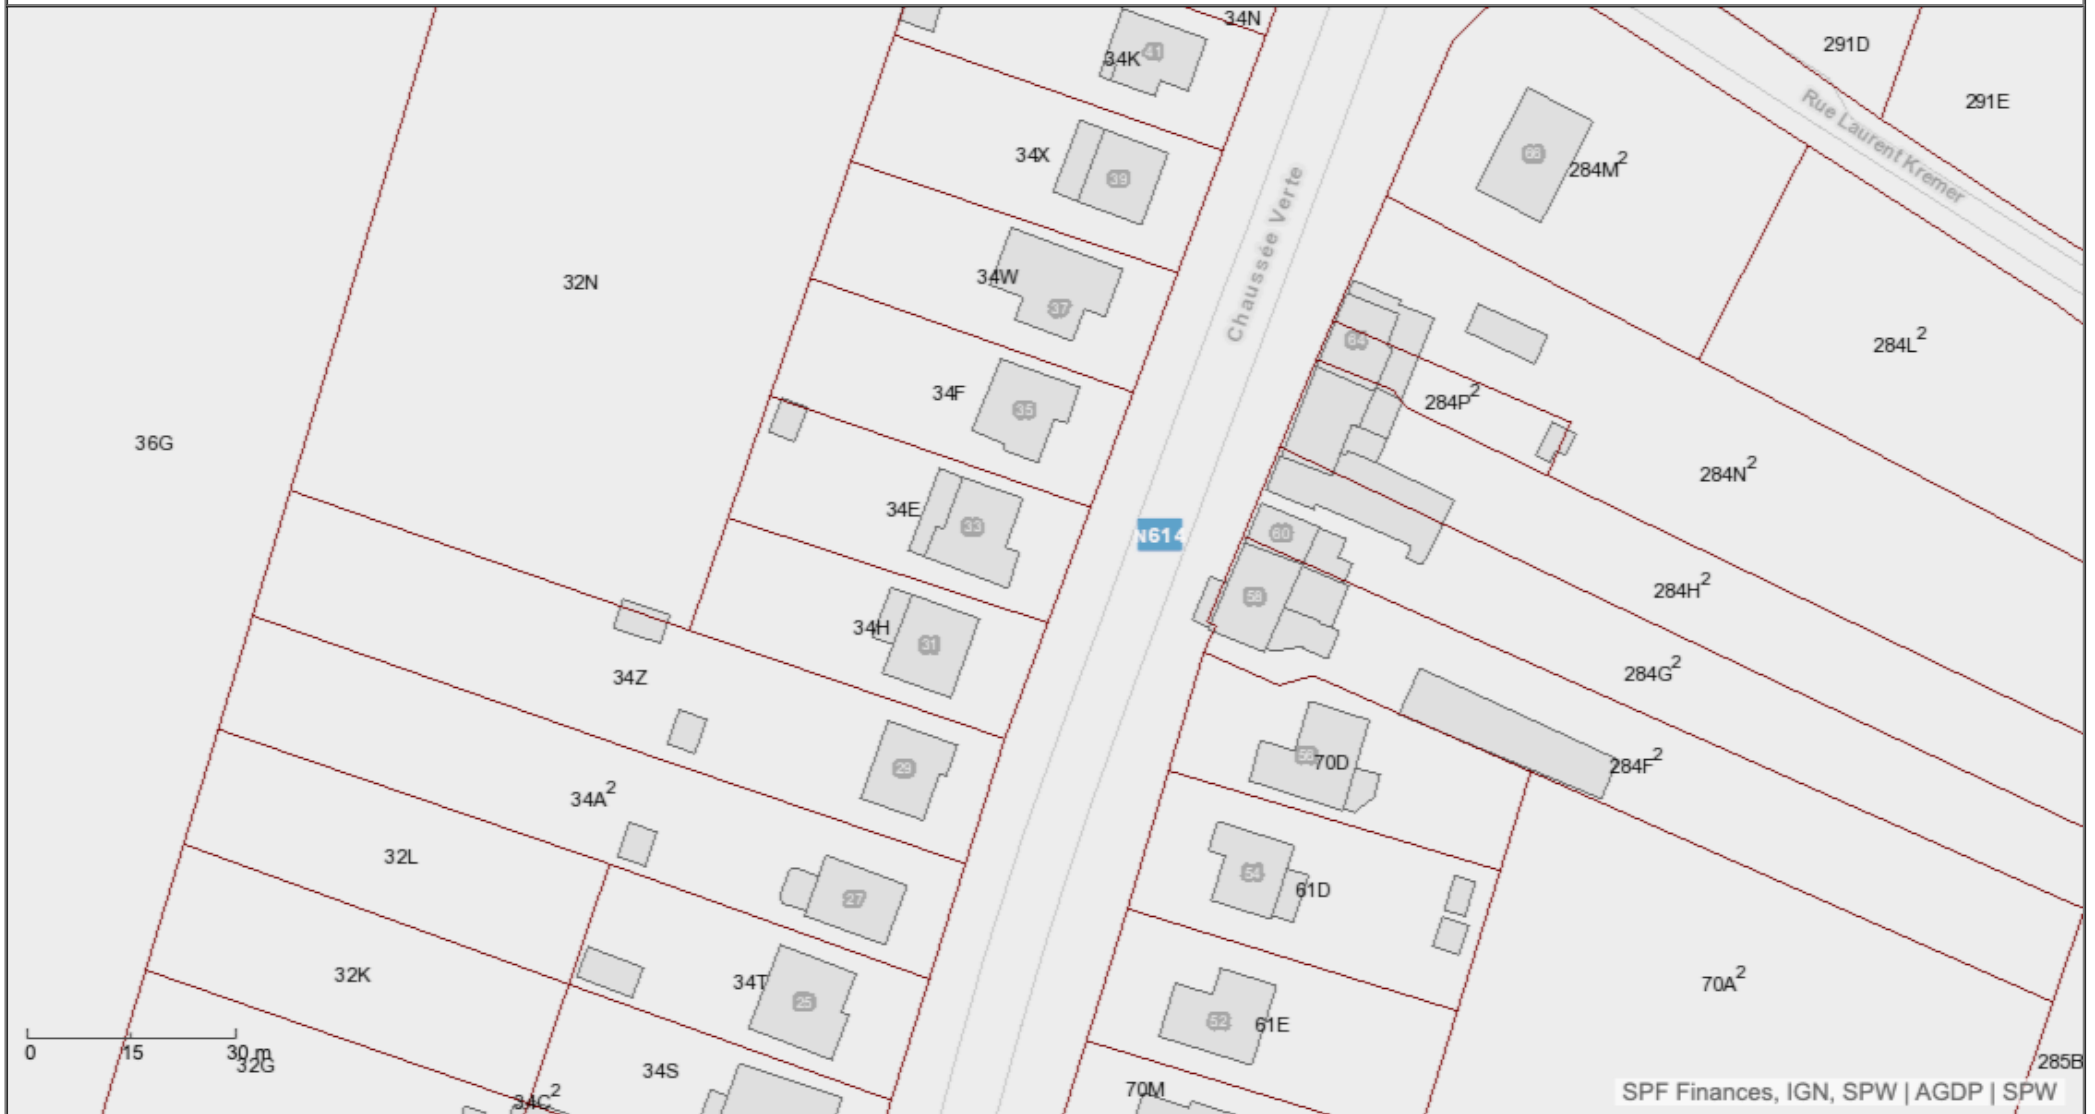 34N
291D
34K
41
291E
Rue Laurent Kremer
34X
39
66
284M²
34W
37
32N
Chaussée Verte
64
284L²
34F
35
284P²
36G
284N²
34E
33
N614
60
284H²
34H
31
58
34Z
284G²
29
56
70D
284F²
34A²
32L
27
54
61D
32K
34T
25
70A²
52
61E
0 15 30 m
32G
34S
285B
70M
34C²
SPF Finances, IGN, SPW | AGDP | SPW